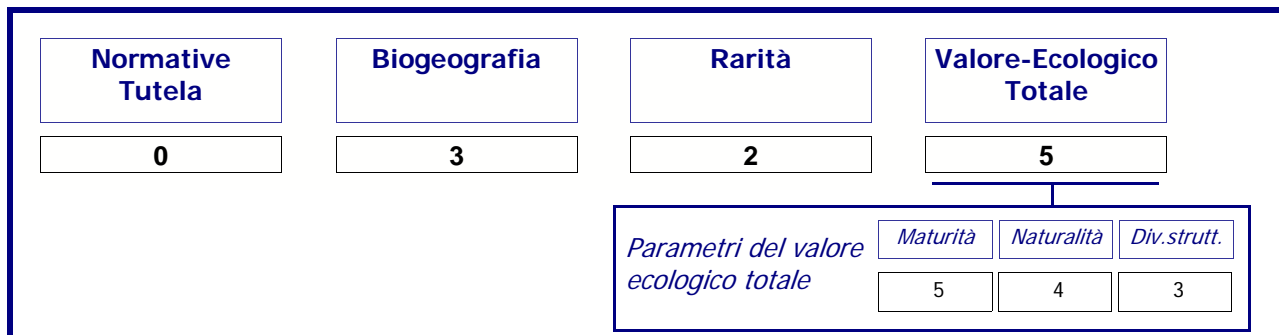 Normative
Tutela
Biogeografia
Rarità
Valore-Ecologico
Totale
0
3
2
5
Parametri del valore
ecologico totale
Maturità
Naturalità
Div.strutt.
5
4
3